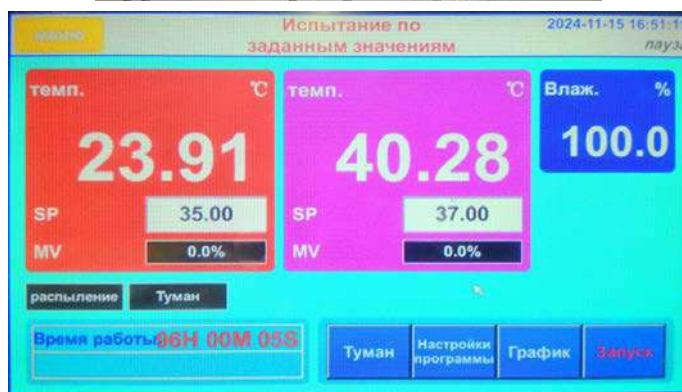 меню
Испытание по
заданным значениям
2024-11-15 16:51:1
пауз
темп. ℃
23.91
SP 35.00
MV 0.0%
темп. ℃
40.28
SP 37.00
MV 0.0%
Влаж. %
100.0
распыление Туман
Время работы 96H 00M 05S
Туман
Настройки
программы
График
Запуск